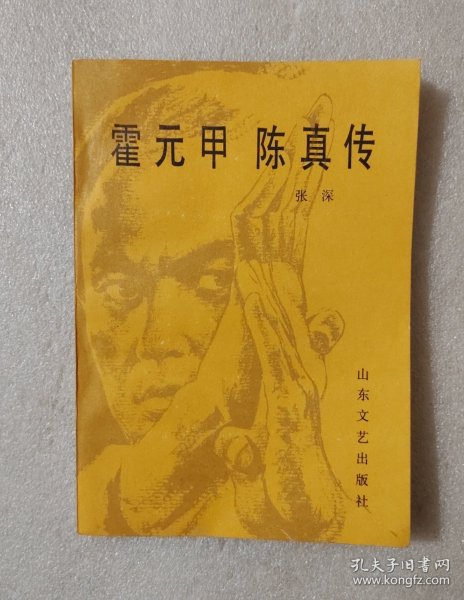 霍元甲 陈真传
张深
山东文艺出版社
孔夫子旧书网
www.kongfz.com